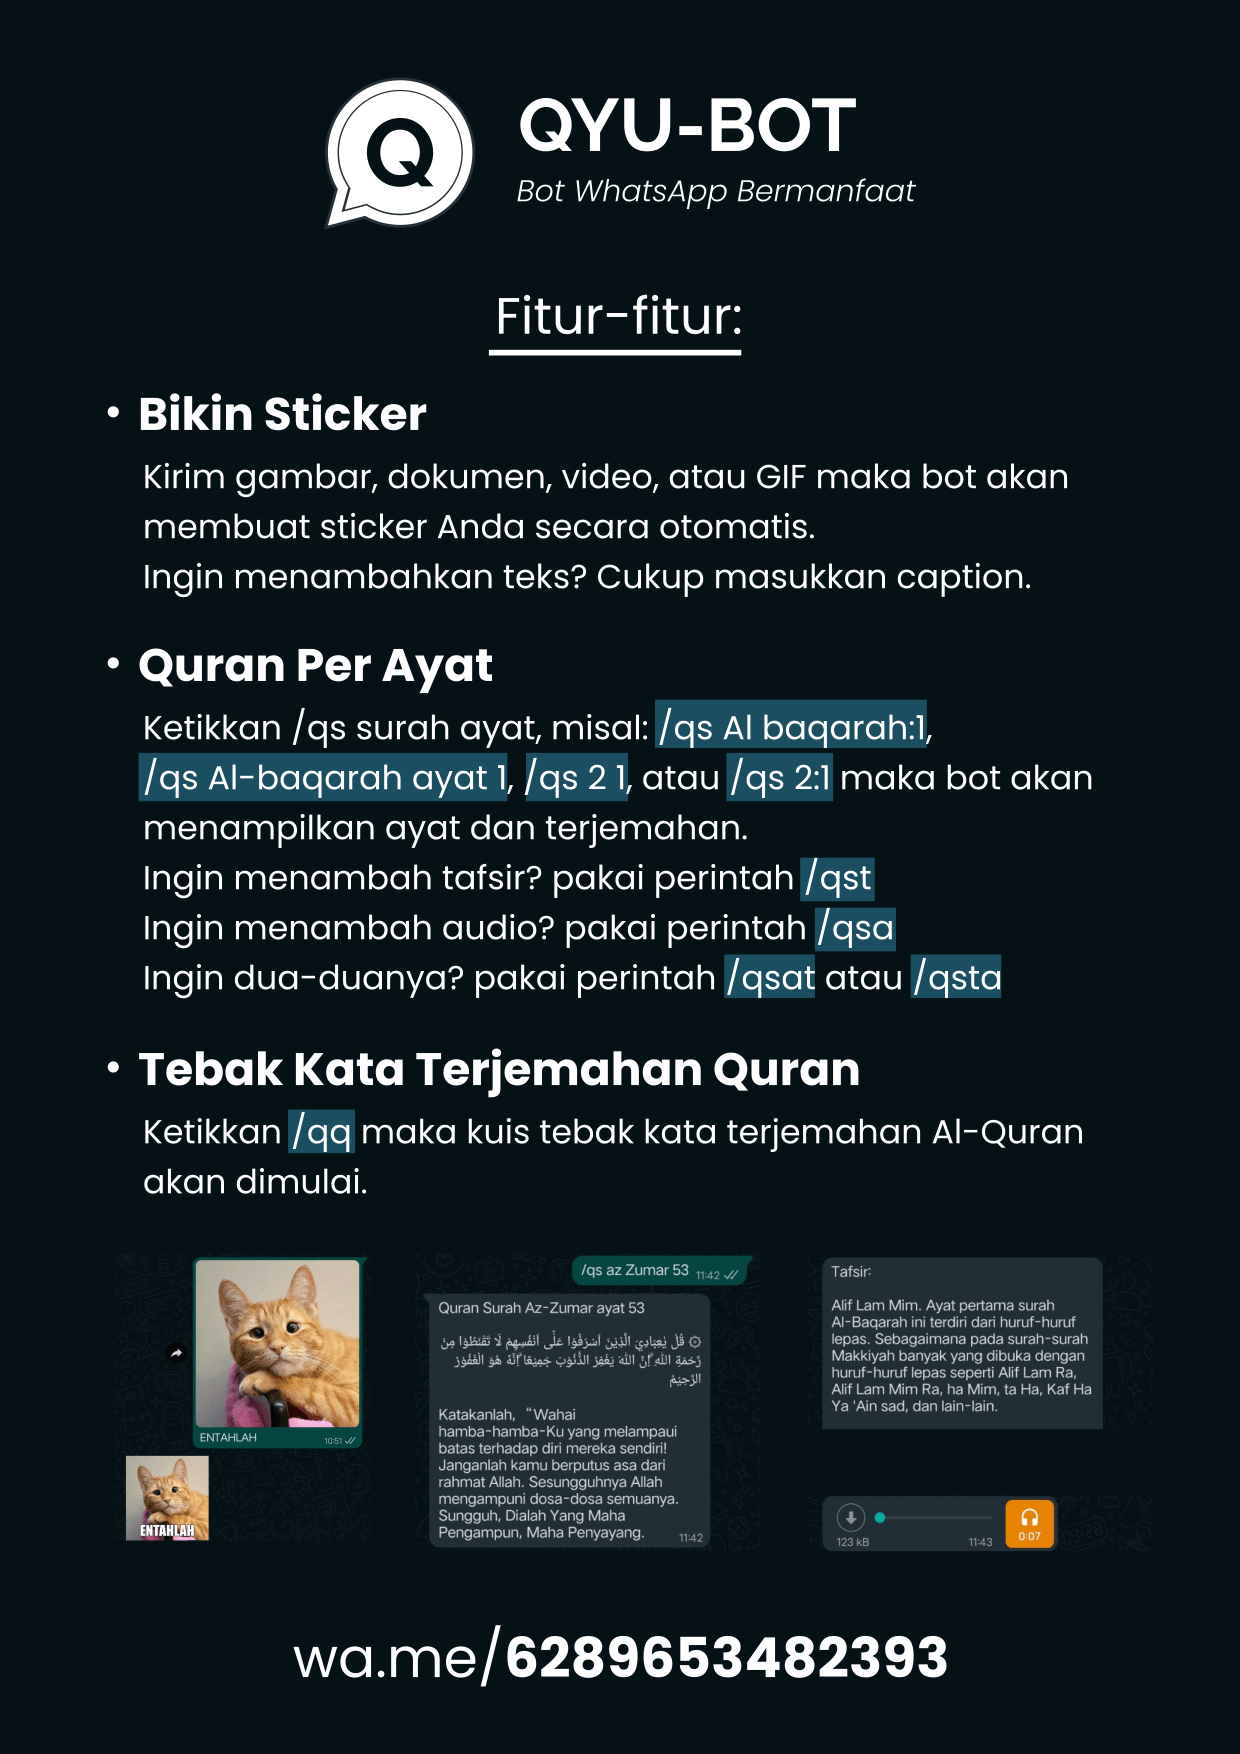 Q
QYU-BOT
Bot WhatsApp Bermanfaat
Fitur-fitur:
• Bikin Sticker
Kirim gambar, dokumen, video, atau GIF maka bot akan
membuat sticker Anda secara otomatis.
Ingin menambahkan teks? Cukup masukkan caption.
• Quran Per Ayat
Ketikkan /qs surah ayat, misal: /qs Al baqarah:1,
/qs Al-baqarah ayat 1, /qs 2 1, atau /qs 2:1 maka bot akan
menampilkan ayat dan terjemahan.
Ingin menambah tafsir? pakai perintah /qst
Ingin menambah audio? pakai perintah /qsa
Ingin dua-duanya? pakai perintah /qsat atau /qsta
• Tebak Kata Terjemahan Quran
Ketikkan /qq maka kuis tebak kata terjemahan Al-Quran
akan dimulai.
ENTAHLAH 10:51
ENTAHLAH
/qs az Zumar 53 11:42
Quran Surah Az-Zumar ayat 53
۞ قُلْ يٰعِبَادِيَ الَّذِيْنَ اَسْرَفُوْا عَلٰٓى اَنْفُسِهِمْ لَا تَقْنَطُوْا مِنْ
رَّحْمَةِ اللّٰهِ ۗاِنَّ اللّٰهَ يَغْفِرُ الذُّنُوْبَ جَمِيْعًا ۗاِنَّهٗ هُوَ الْغَفُوْرُ
الرَّحِيْمُ
Katakanlah, “Wahai
hamba-hamba-Ku yang melampaui
batas terhadap diri mereka sendiri!
Janganlah kamu berputus asa dari
rahmat Allah. Sesungguhnya Allah
mengampuni dosa-dosa semuanya.
Sungguh, Dialah Yang Maha
Pengampun, Maha Penyayang. 11:42
Tafsir:
Alif Lam Mim. Ayat pertama surah
Al-Baqarah ini terdiri dari huruf-huruf
lepas. Sebagaimana pada surah-surah
Makkiyah banyak yang dibuka dengan
huruf-huruf lepas seperti Alif Lam Ra,
Alif Lam Mim Ra, ha Mim, ta Ha, Kaf Ha
Ya 'Ain sad, dan lain-lain.
123 kB 11:43 0:07
wa.me/6289653482393